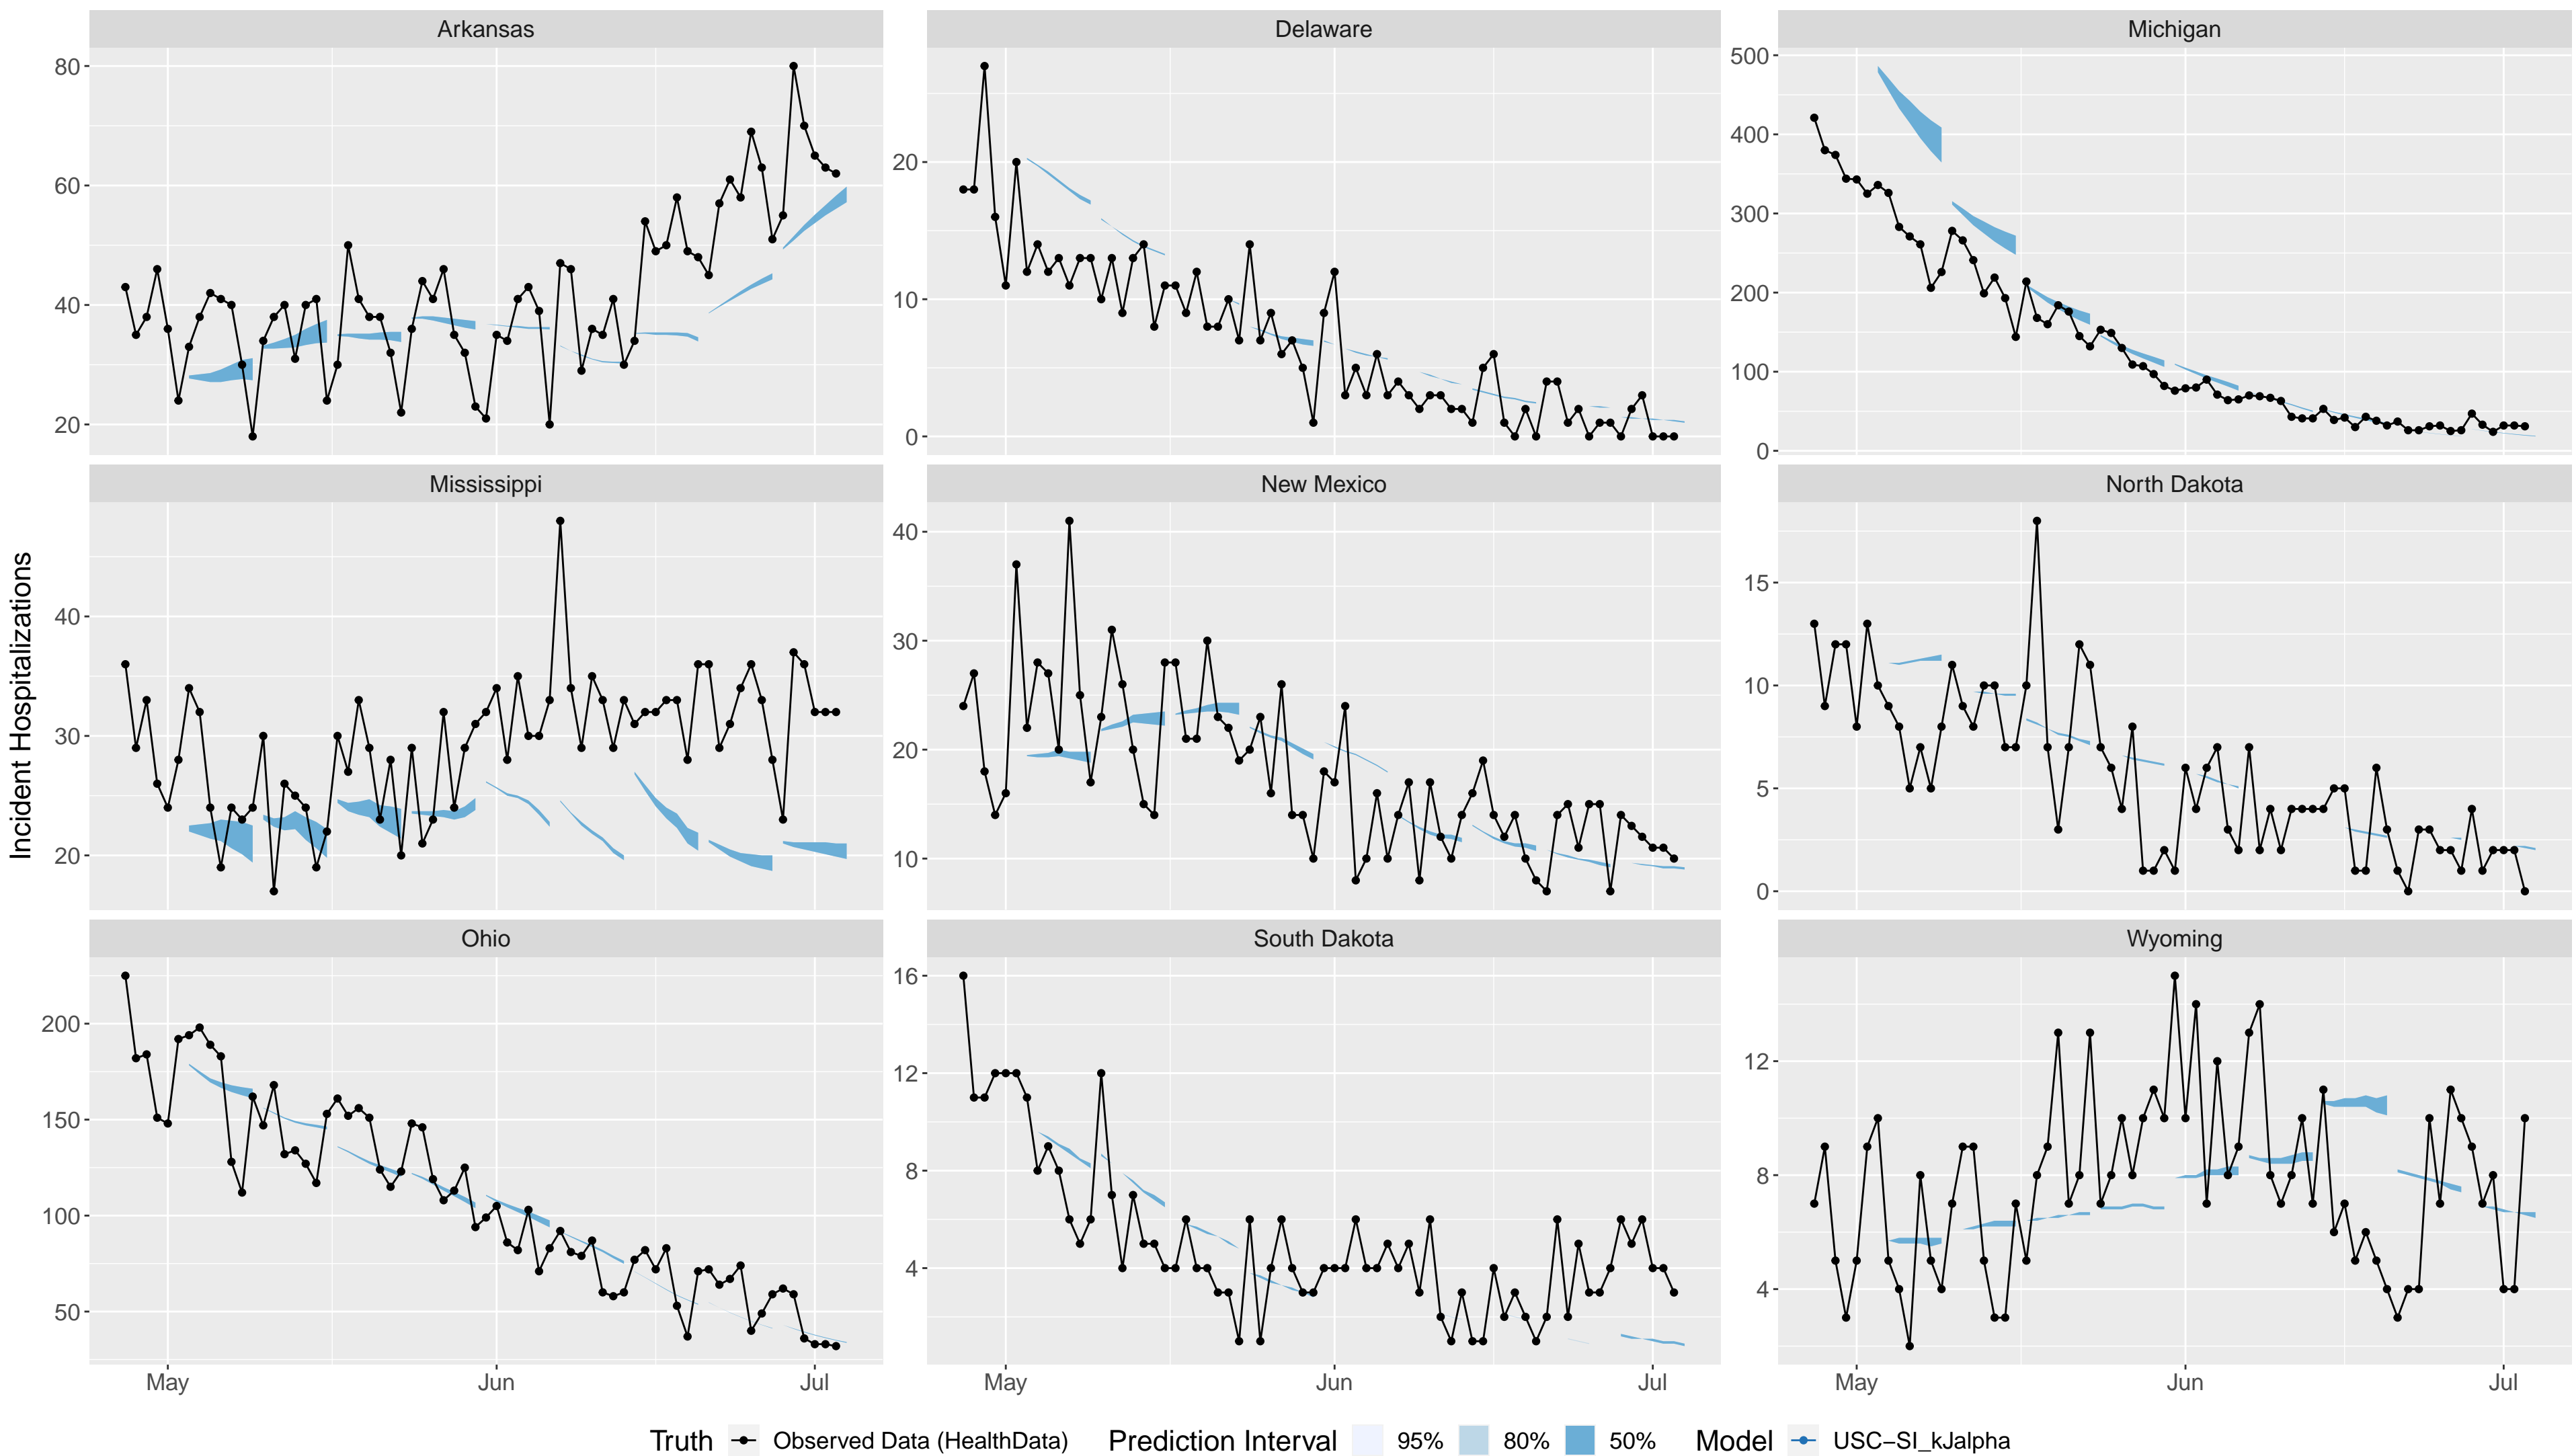 Arkansas
Delaware
Michigan
80
60
40
20
20
10
0
500
400
300
200
100
0
Mississippi
New Mexico
North Dakota
Incident Hospitalizations
40
30
20
40
30
20
10
15
10
5
0
Ohio
South Dakota
Wyoming
200
150
100
50
16
12
8
4
12
8
4
May Jun Jul
May Jun Jul
May Jun Jul
Truth Observed Data (HealthData) Prediction Interval 95% 80% 50% Model USC−SI_kJalpha